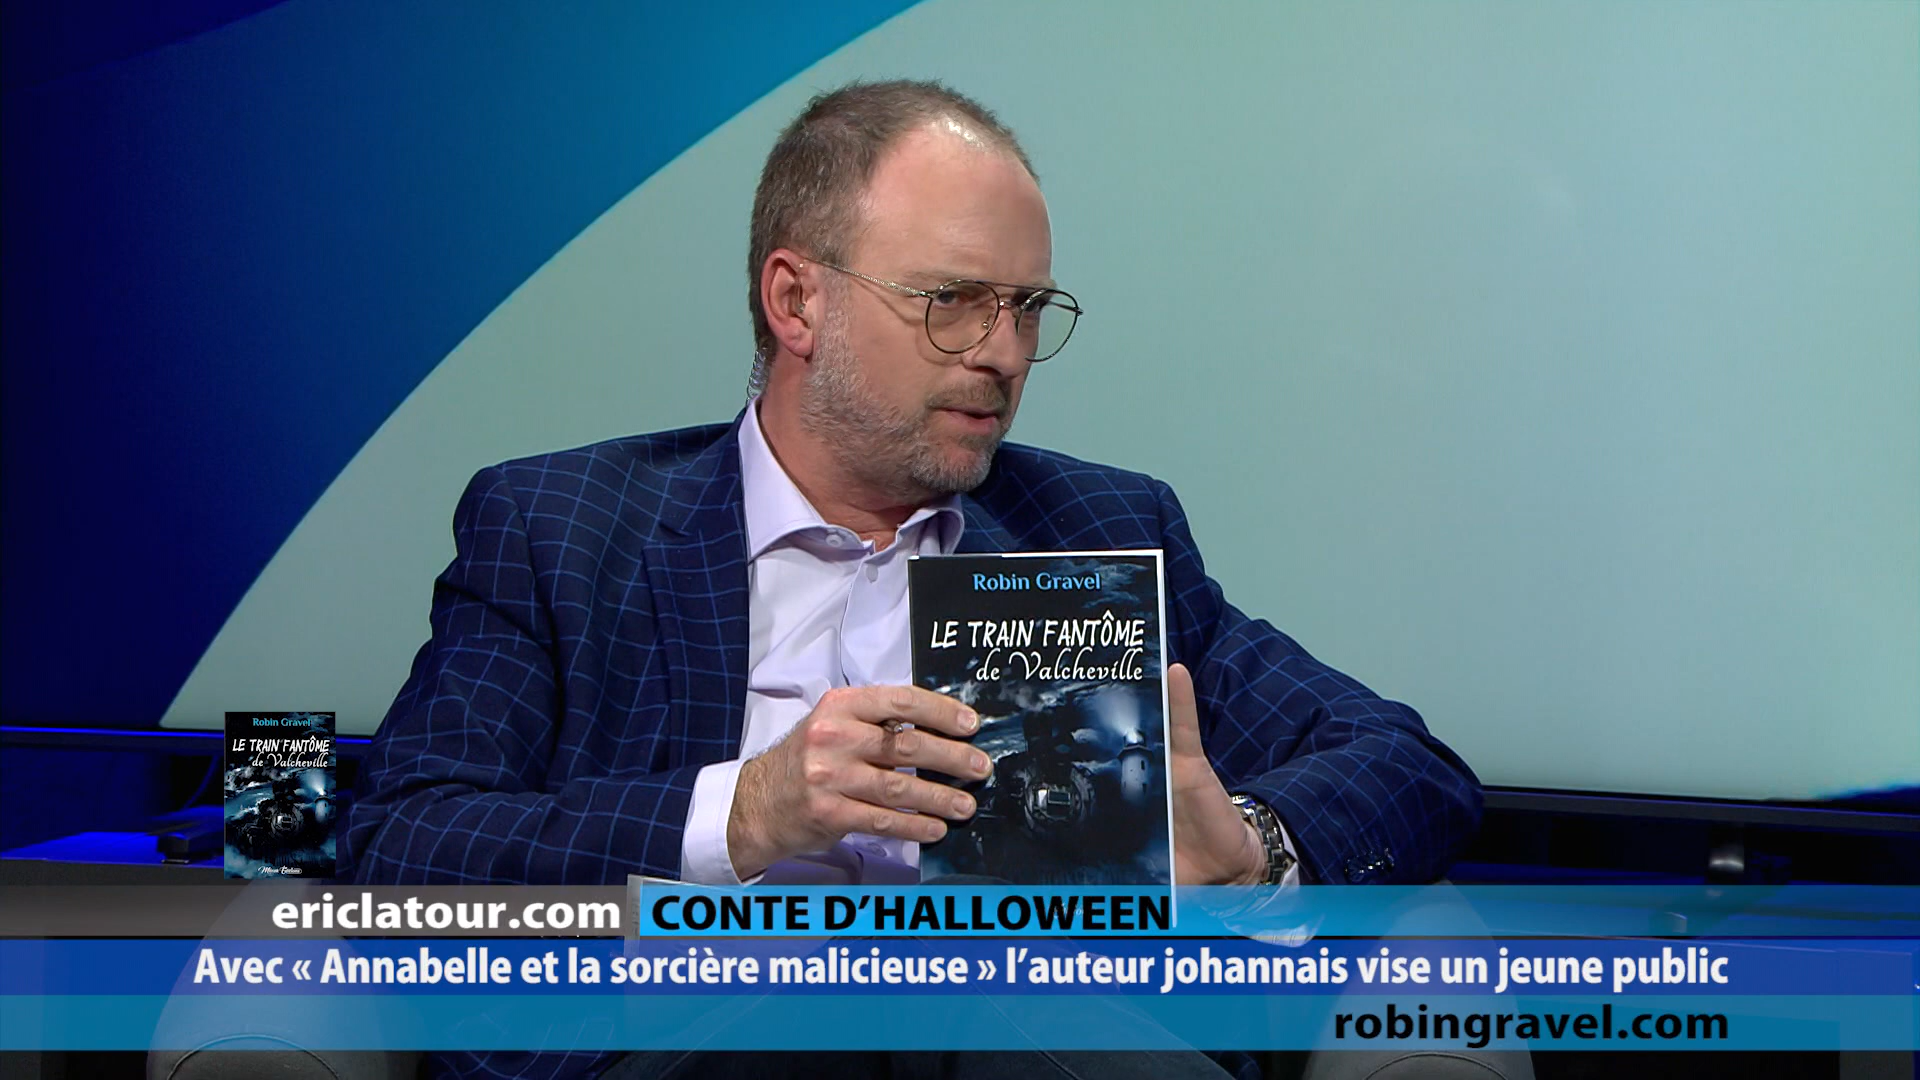 Robin Gravel
LE TRAIN FANTÔME
de Valcheville
Robin Gravel
LE TRAIN FANTÔME
de Valcheville
ericlatour.com
CONTE D’HALLOWEEN
Avec « Annabelle et la sorcière malicieuse » l’auteur johannais vise un jeune public
robingravel.com